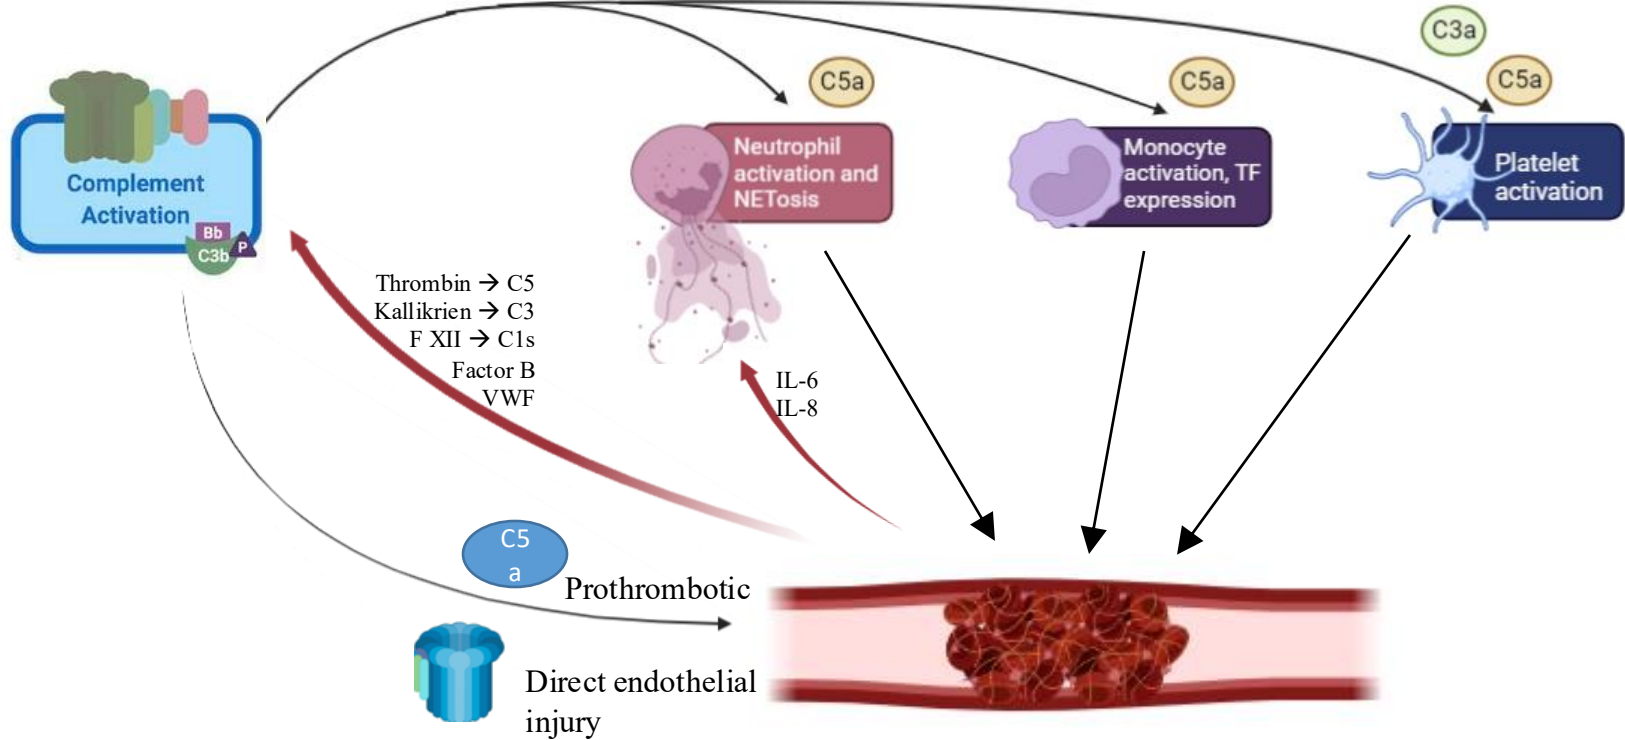 C3a
C5a
C5a
C5a
Complement
Activation
Bb
C3b
P
Neutrophil
activation and
NETosis
Monocyte
activation, TF
expression
Platelet
activation
Thrombin → C5
Kallikrien → C3
F XII → C1s
Factor B
VWF
IL-6
IL-8
C5
a
Prothrombotic
Direct endothelial
injury